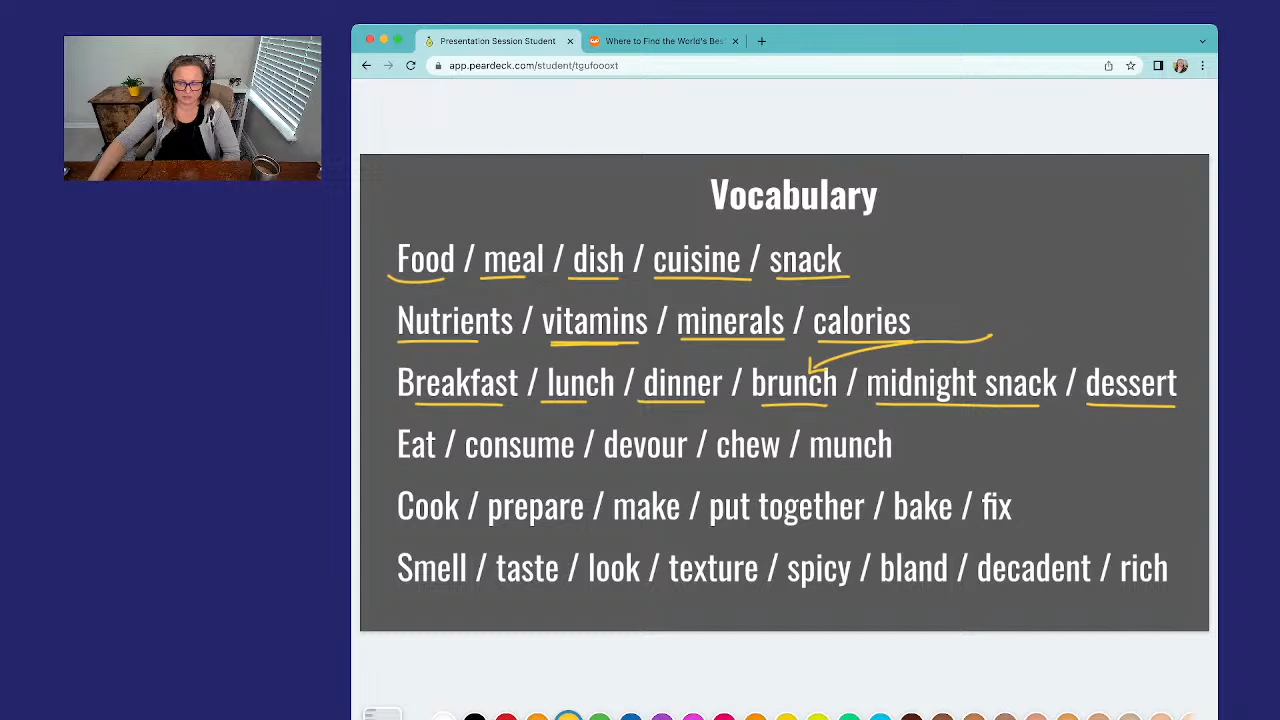 Presentation Session Student
Where to Find the World's Bes
app.peardeck.com/student/tgufoooxt
Vocabulary
Food / meal / dish / cuisine / snack
Nutrients / vitamins / minerals / calories
Breakfast / lunch / dinner / brunch / midnight snack / dessert
Eat / consume / devour / chew / munch
Cook / prepare / make / put together / bake / fix
Smell / taste / look / texture / spicy / bland / decadent / rich